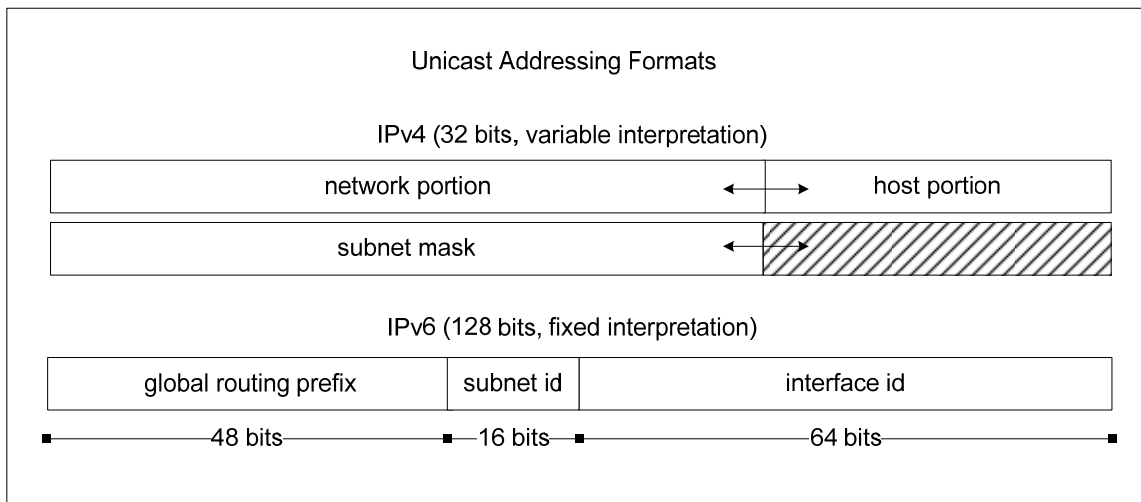 Unicast Addressing Formats
IPv4 (32 bits, variable interpretation)
network portion
host portion
subnet mask
IPv6 (128 bits, fixed interpretation)
global routing prefix
subnet id
interface id
48 bits
16 bits
64 bits